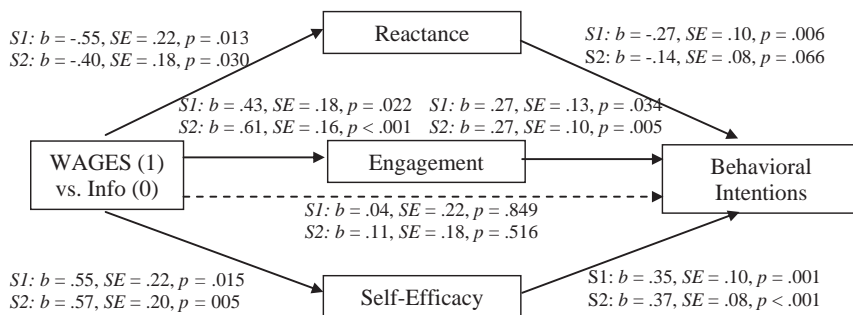 Reactance
S1: b = -.55, SE = .22, p = .013
S2: b = -.40, SE = .18, p = .030
S1: b = -.27, SE = .10, p = .006
S2: b = -.14, SE = .08, p = .066
S1: b = .43, SE = .18, p = .022
S2: b = .61, SE = .16, p < .001
S1: b = .27, SE = .13, p = .034
S2: b = .27, SE = .10, p = .005
WAGES (1)
vs. Info (0)
Engagement
Behavioral
Intentions
S1: b = .04, SE = .22, p = .849
S2: b = .11, SE = .18, p = .516
S1: b = .55, SE = .22, p = .015
S2: b = .57, SE = .20, p = 005
Self-Efficacy
S1: b = .35, SE = .10, p = .001
S2: b = .37, SE = .08, p < .001